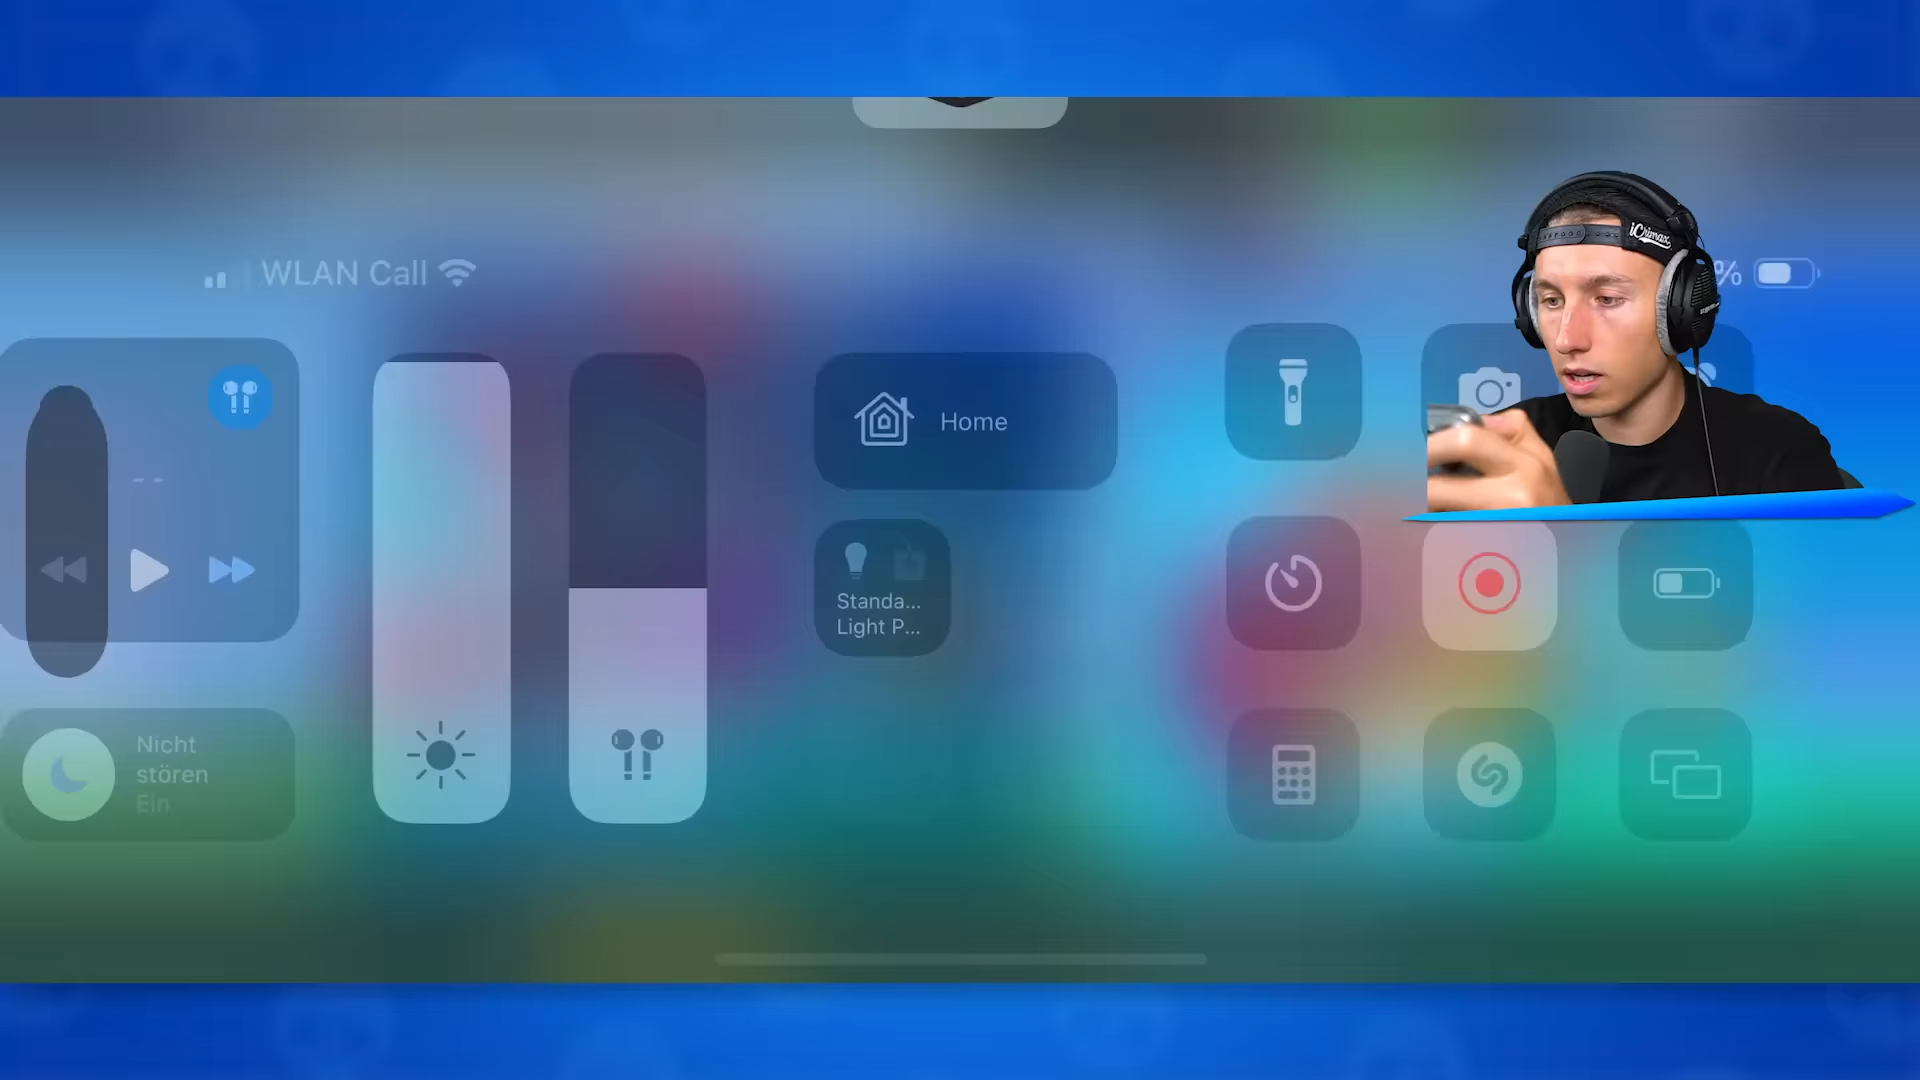 WLAN Call
%
iCrimax
Home
Standa...
Light P...
Nicht
stören
Ein